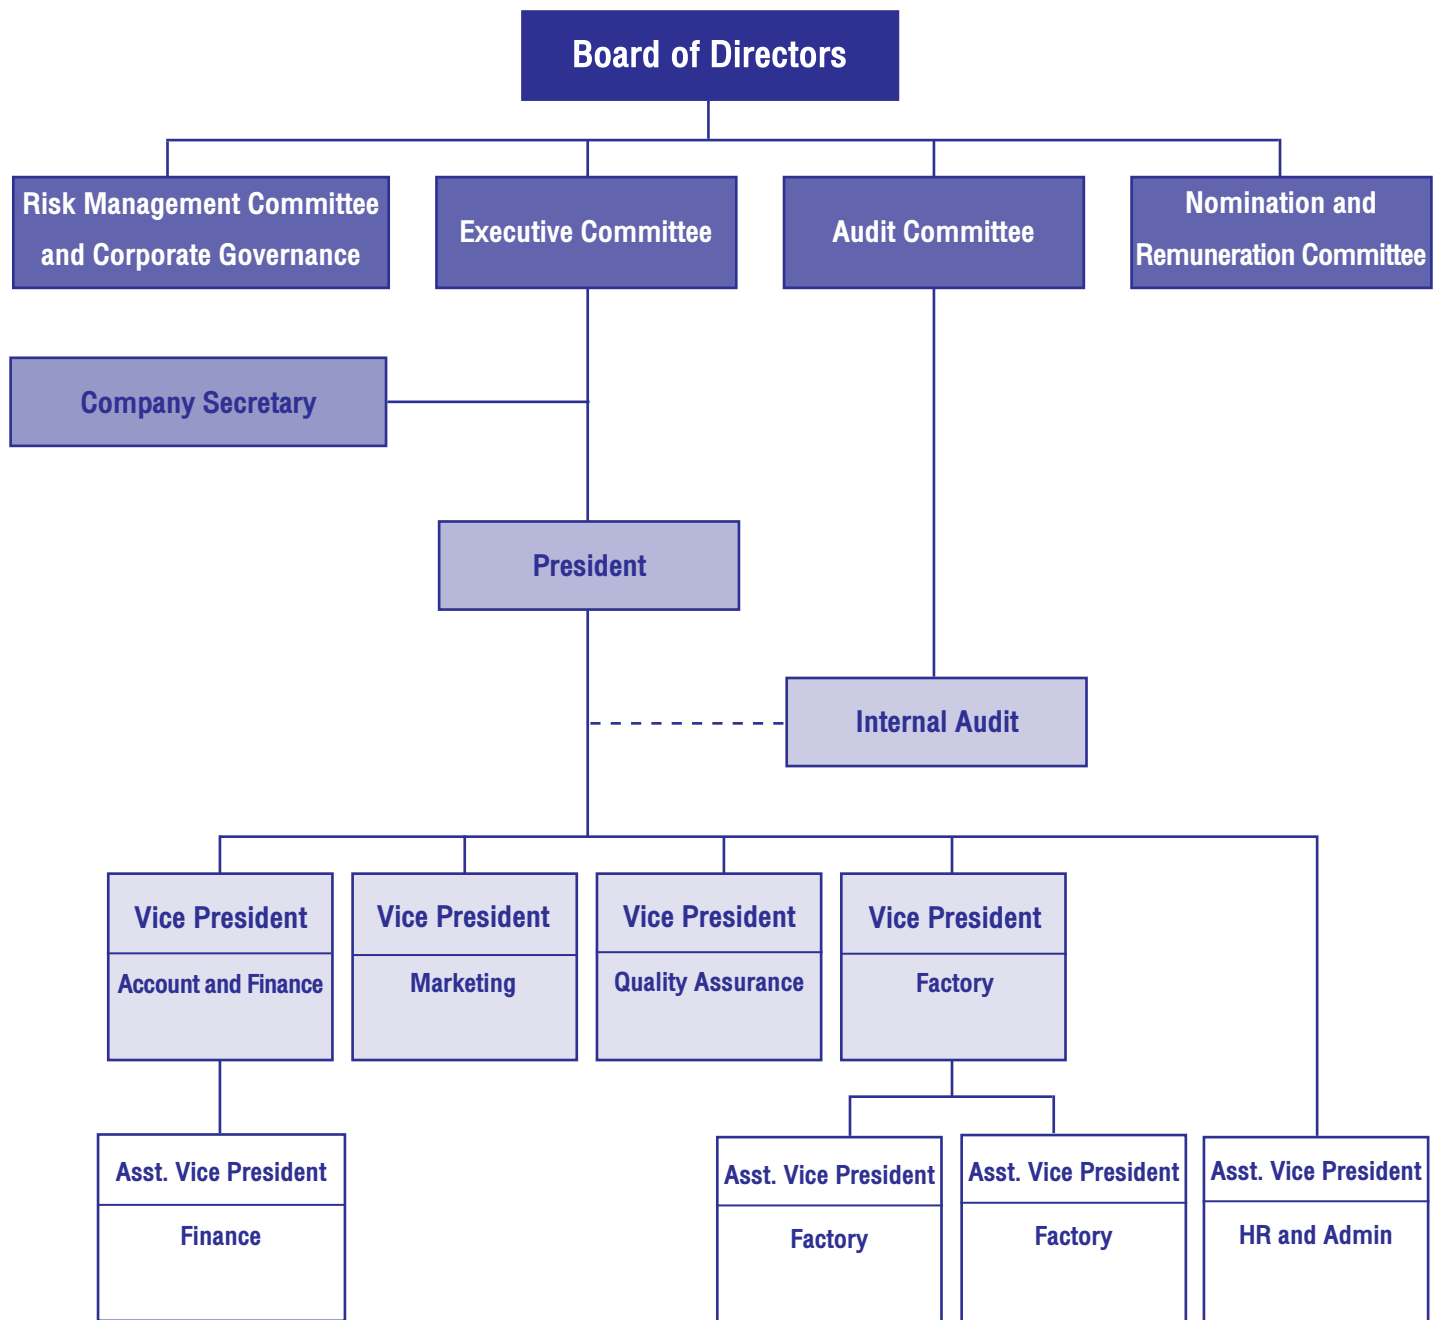 Board of Directors
Risk Management Committee
and Corporate Governance
Executive Committee
Audit Committee
Nomination and
Remuneration Committee
Company Secretary
President
Internal Audit
Vice President
Account and Finance
Vice President
Marketing
Vice President
Quality Assurance
Vice President
Factory
Asst. Vice President
Finance
Asst. Vice President
Factory
Asst. Vice President
Factory
Asst. Vice President
HR and Admin